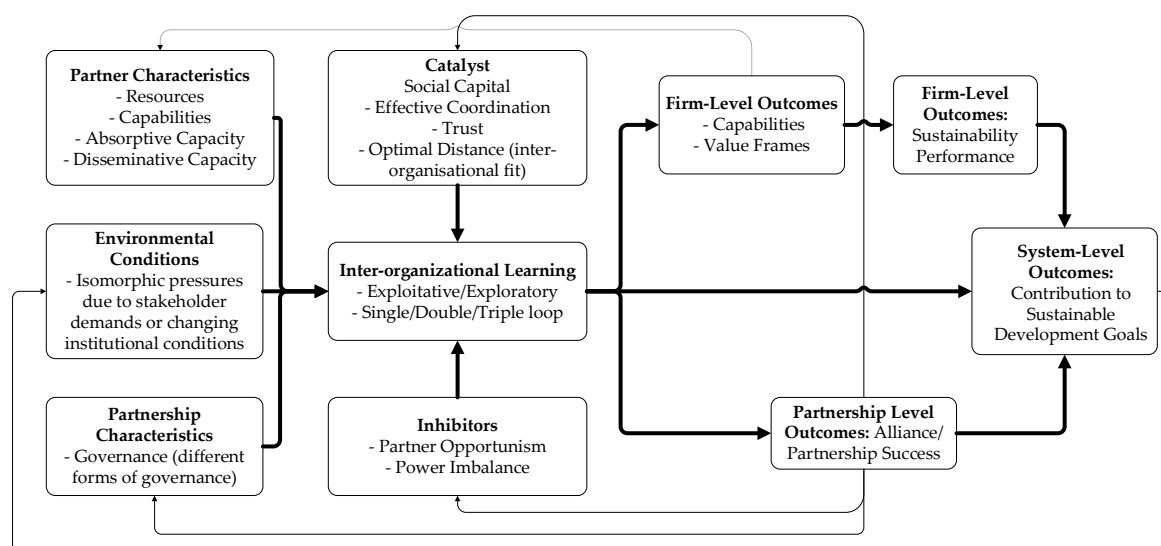 Partner Characteristics
- Resources
- Capabilities
- Absorptive Capacity
- Disseminative Capacity
Catalyst
Social Capital
- Effective Coordination
- Trust
- Optimal Distance (inter-
organisational fit)
Firm-Level Outcomes
- Capabilities
- Value Frames
Firm-Level
Outcomes:
Sustainability
Performance
Environmental
Conditions
- Isomorphic pressures
due to stakeholder
demands or changing
institutional conditions
Inter-organizational Learning
- Exploitative/Exploratory
- Single/Double/Triple loop
System-Level
Outcomes:
Contribution to
Sustainable
Development Goals
Partnership
Characteristics
- Governance (different
forms of governance)
Inhibitors
- Partner Opportunism
- Power Imbalance
Partnership Level
Outcomes: Alliance/
Partnership Success